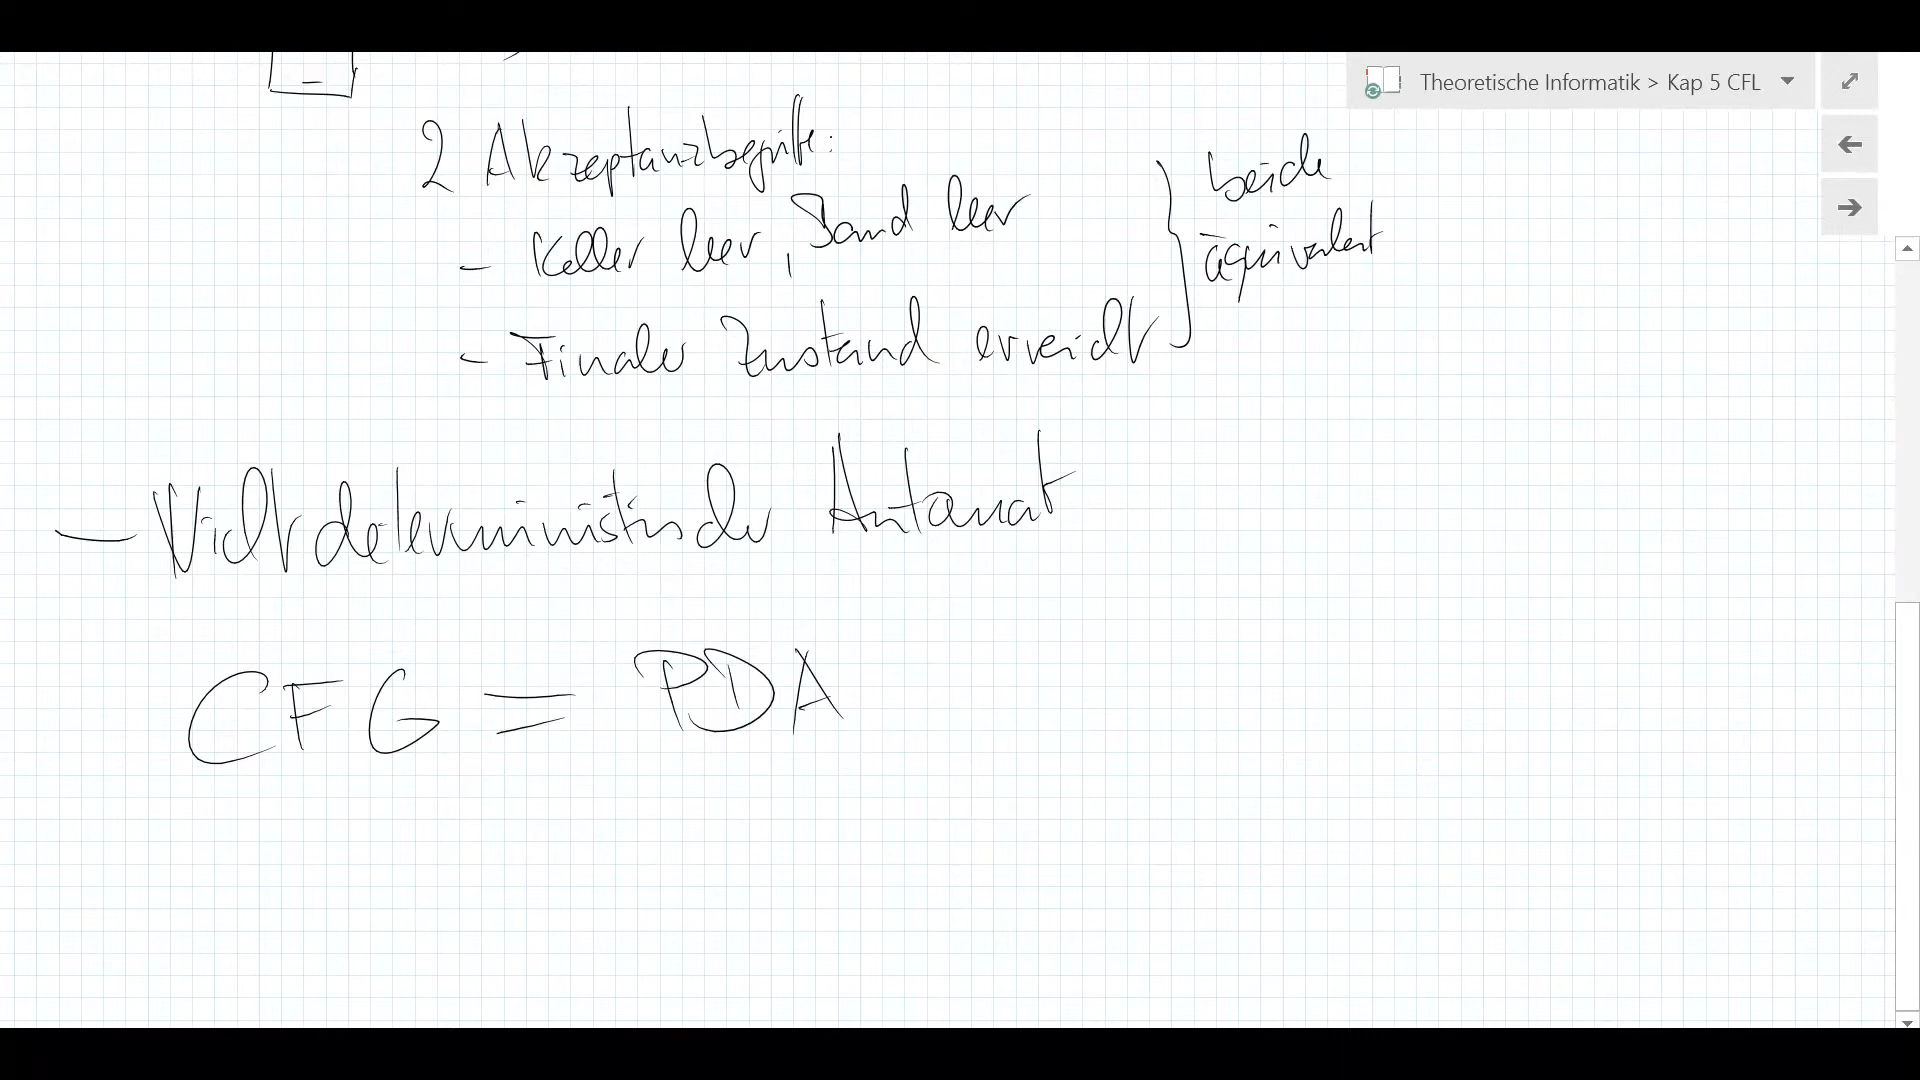 Theoretische Informatik > Kap 5 CFL
2 Akzeptanzbegriffe:
- Keller leer, Band leer
- Finaler Zustand erreicht
beide
äquivalent
- Nichtdeterministischer Automat
CFG = PDA